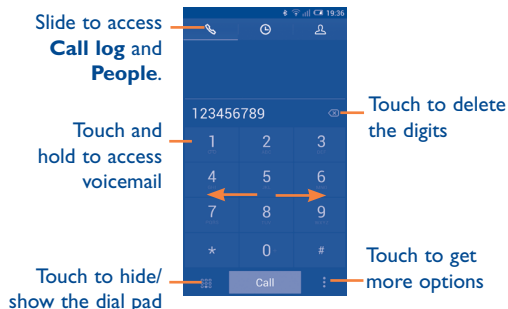 Slide to access
Call log and
People.
19:36
123456789
Touch to delete
the digits
Touch and
hold to access
voicemail
1 2 3
4 5 6
7 8 9
* 0 #
Touch to hide/
show the dial pad
Call
Touch to get
more options